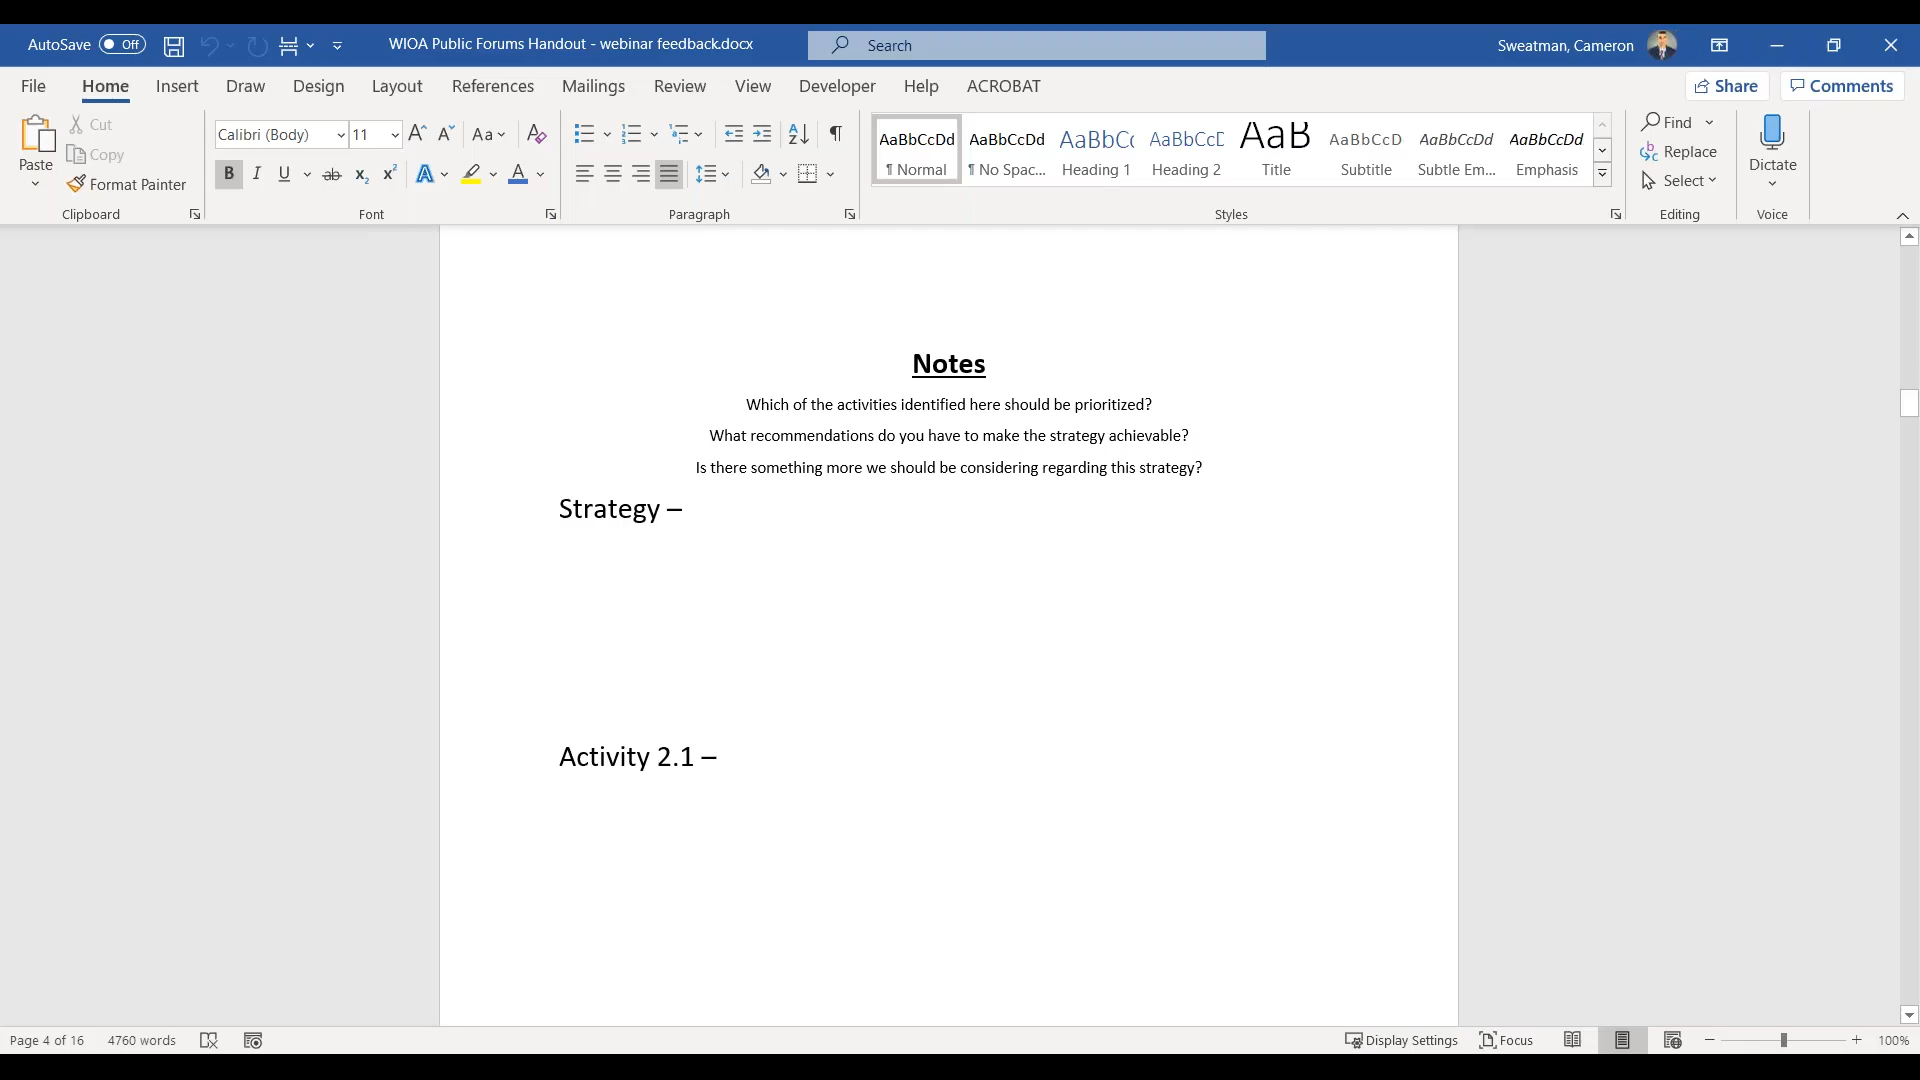 AutoSave Off WIOA Public Forums Handout - webinar feedback.docx Search Sweatman, Cameron
File Home Insert Draw Design Layout References Mailings Review View Developer Help ACROBAT Share Comments
Paste Cut Copy Format Painter Clipboard
Calibri (Body) 11 Aa B I U ab x₂ x² A A Font
Paragraph
AaBbCcDd ¶ Normal
AaBbCcDd ¶ No Spac...
AaBbCc Heading 1
AaBbCcD Heading 2
AaB Title
AaBbCcD Subtitle
AaBbCcDd Subtle Em...
AaBbCcDd Emphasis
Styles
Find
Replace
Select
Editing
Dictate
Voice
Notes
Which of the activities identified here should be prioritized?
What recommendations do you have to make the strategy achievable?
Is there something more we should be considering regarding this strategy?
Strategy –
Activity 2.1 –
Page 4 of 16 4760 words Display Settings Focus 100%